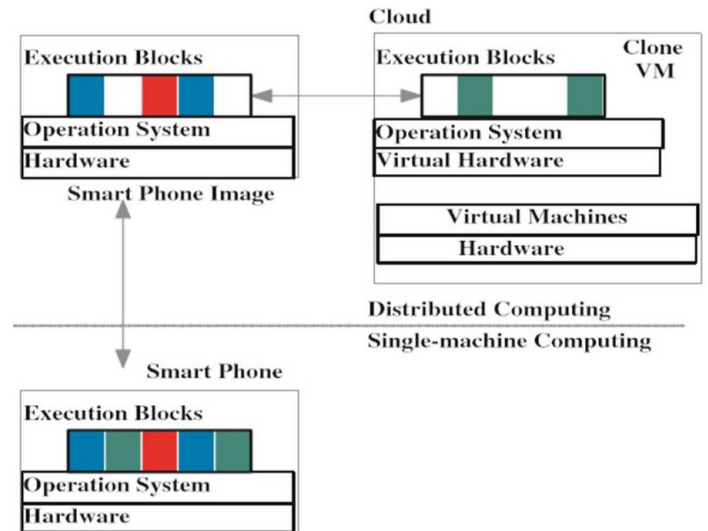 Cloud
Execution Blocks
Operation System
Hardware
Smart Phone Image
Execution Blocks
Clone
VM
Operation System
Virtual Hardware
Virtual Machines
Hardware
Distributed Computing
Single-machine Computing
Smart Phone
Execution Blocks
Operation System
Hardware